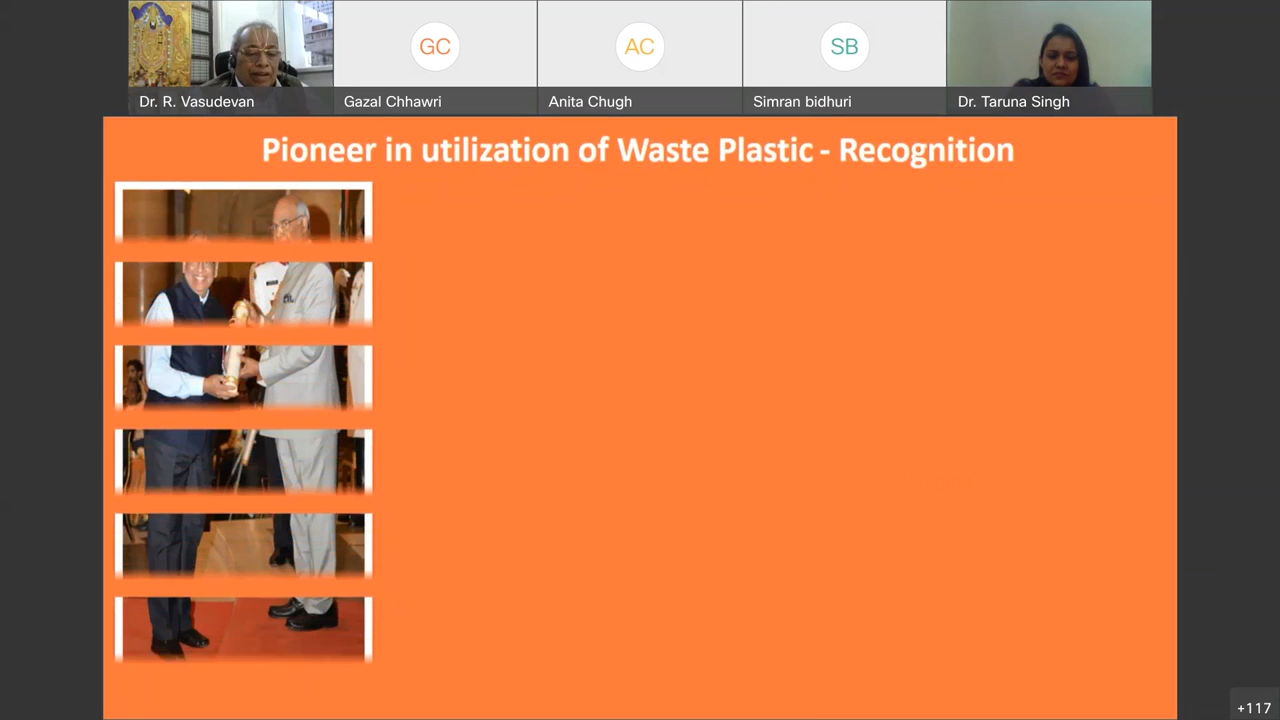 GC
AC
SB
Dr. R. Vasudevan
Gazal Chhawri
Anita Chugh
Simran bidhuri
Dr. Taruna Singh
Pioneer in utilization of Waste Plastic - Recognition
+117